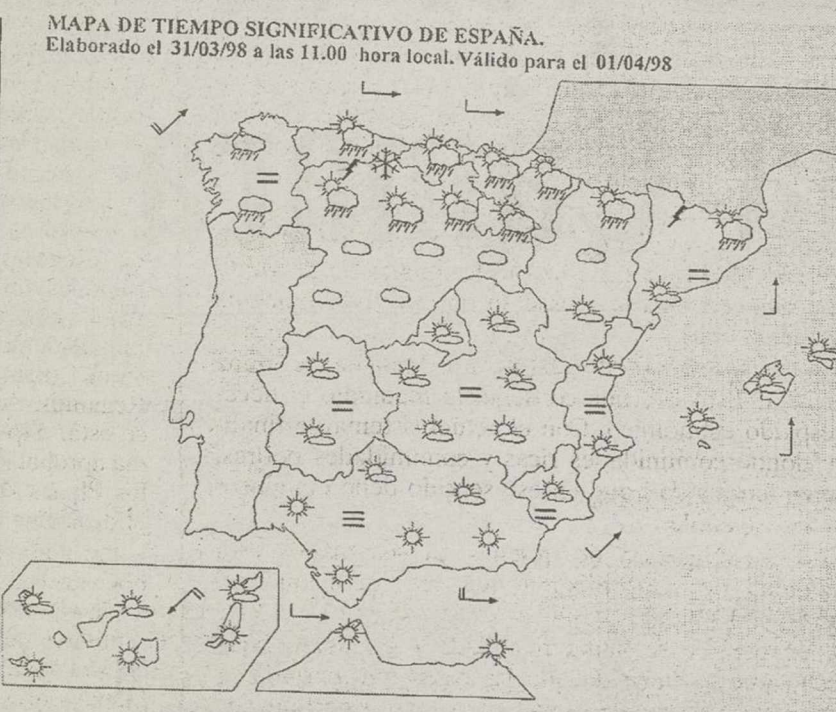 MAPA DE TIEMPO SIGNIFICATIVO DE ESPAÑA.
Elaborado el 31/03/98 a las 11.00 hora local. Válido para el 01/04/98